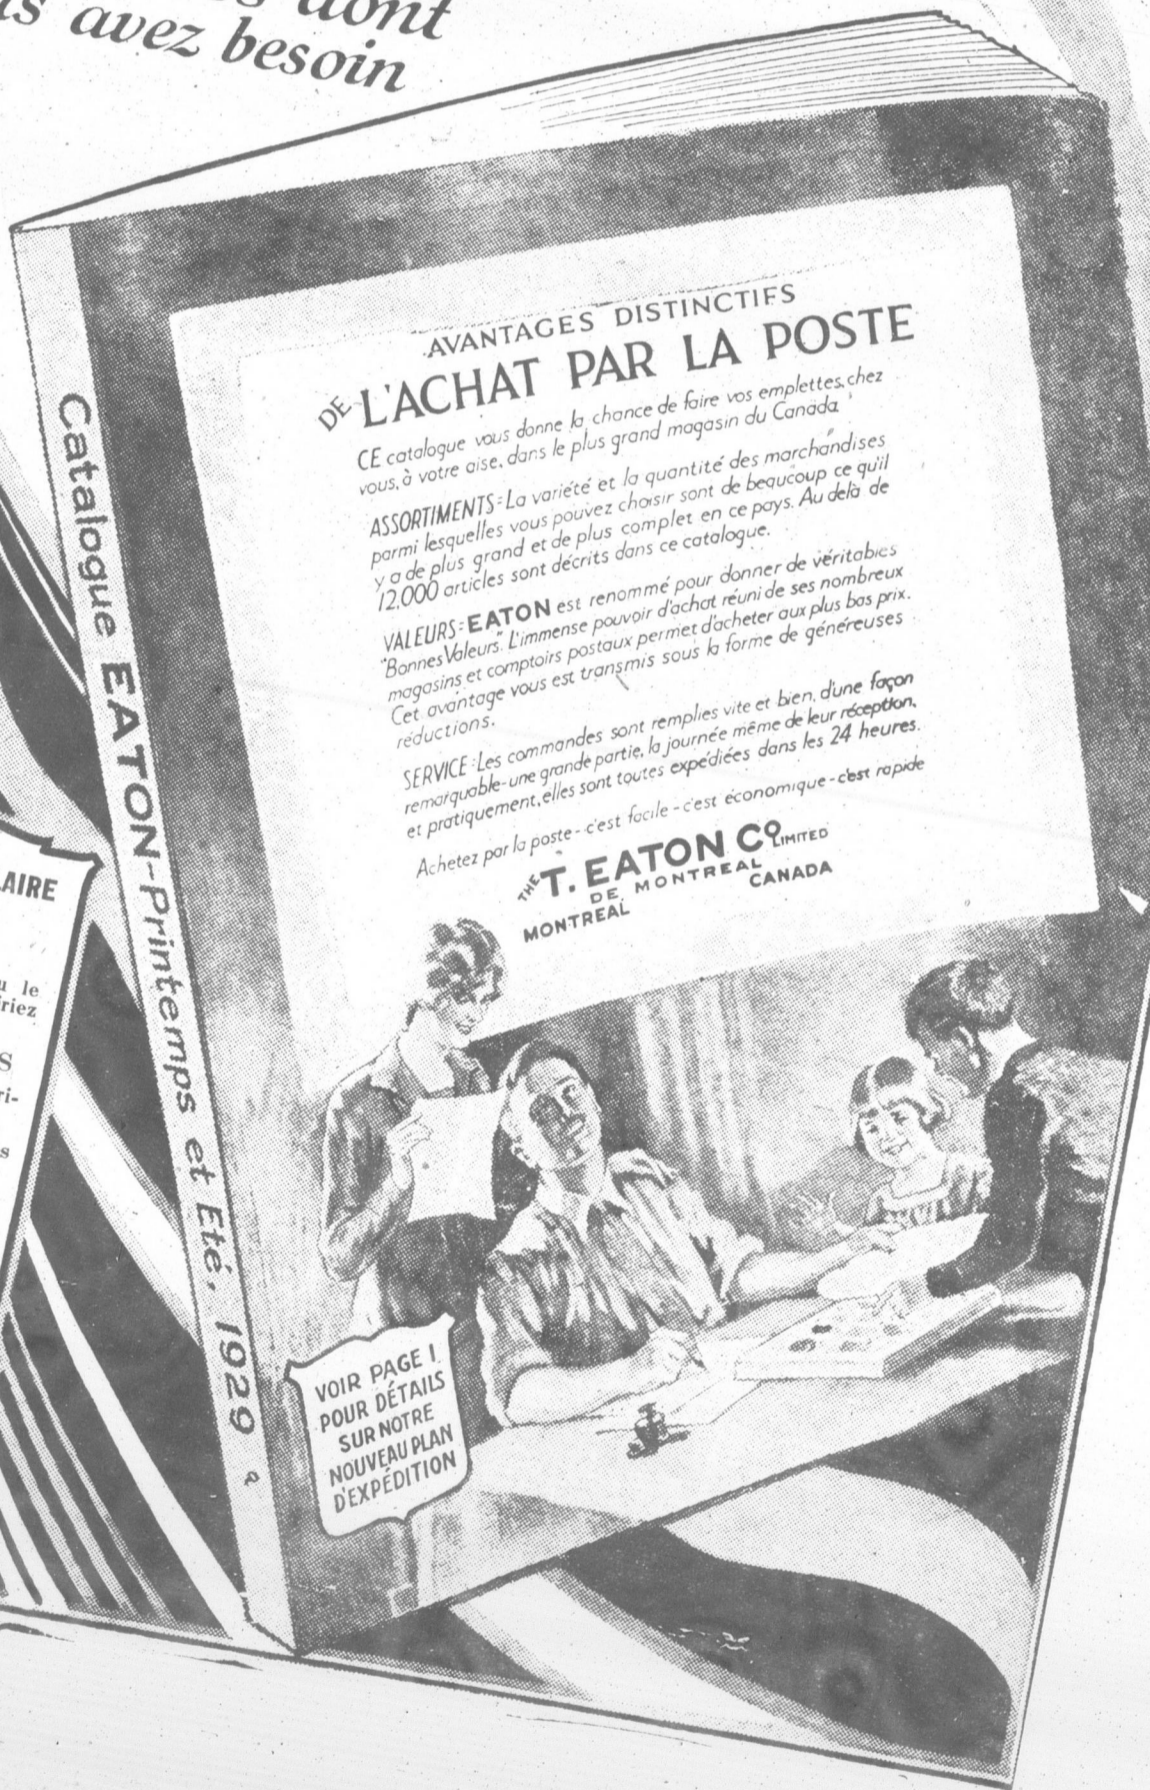 dont
avez besoin
Catalogue EATON-Printemps et Eté, 1929
AVANTAGES DISTINCTIFS
DE L'ACHAT PAR LA POSTE
CE catalogue vous donne la chance de faire vos emplettes, chez
vous, à votre aise, dans le plus grand magasin du Canada
ASSORTIMENTS:-La variété et la quantité des marchandises
parmi lesquelles vous pouvez choisir sont de beaucoup ce qu'il
y a de plus grand et de plus complet en ce pays. Au delà de
12,000 articles sont décrits dans ce catalogue.
VALEURS:-EATON est renommé pour donner de véritables
"Bonnes Valeurs". L'immense pouvoir d'achat réuni de ses nombreux
magasins et comptoirs postaux permet d'acheter aux plus bas prix.
Cet avantage vous est transmis sous la forme de généreuses
réductions.
SERVICE:-Les commandes sont remplies vite et bien, d'une façon
remarquable-une grande partie, la journée même de leur réception,
et pratiquement, elles sont toutes expédiées dans les 24 heures.
Achetez par la poste-c'est facile-c'est économique-c'est rapide
THE T. EATON CO LIMITED
DE MONTREAL
MONTREAL CANADA
AIRE
le
riez
S
ri-
s
VOIR PAGE 1
POUR DÉTAILS
SUR NOTRE
NOUVEAU PLAN
D'EXPÉDITION